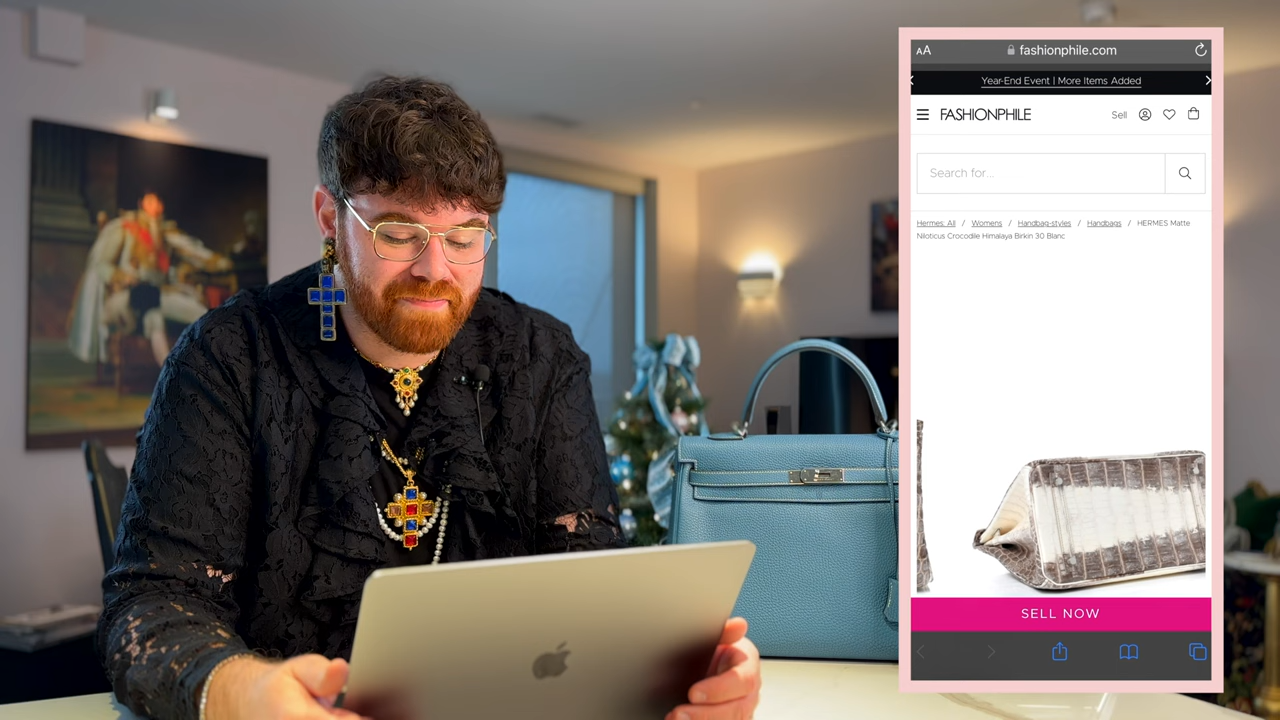 AA fashionphile.com
Year-End Event | More Items Added
FASHIONPHILE Sell
Search for...
Hermes, All / Womens / Handbag-styles / Handbags / HERMES Matte
Niloticus Crocodile Himalaya Birkin 30 Blanc
SELL NOW